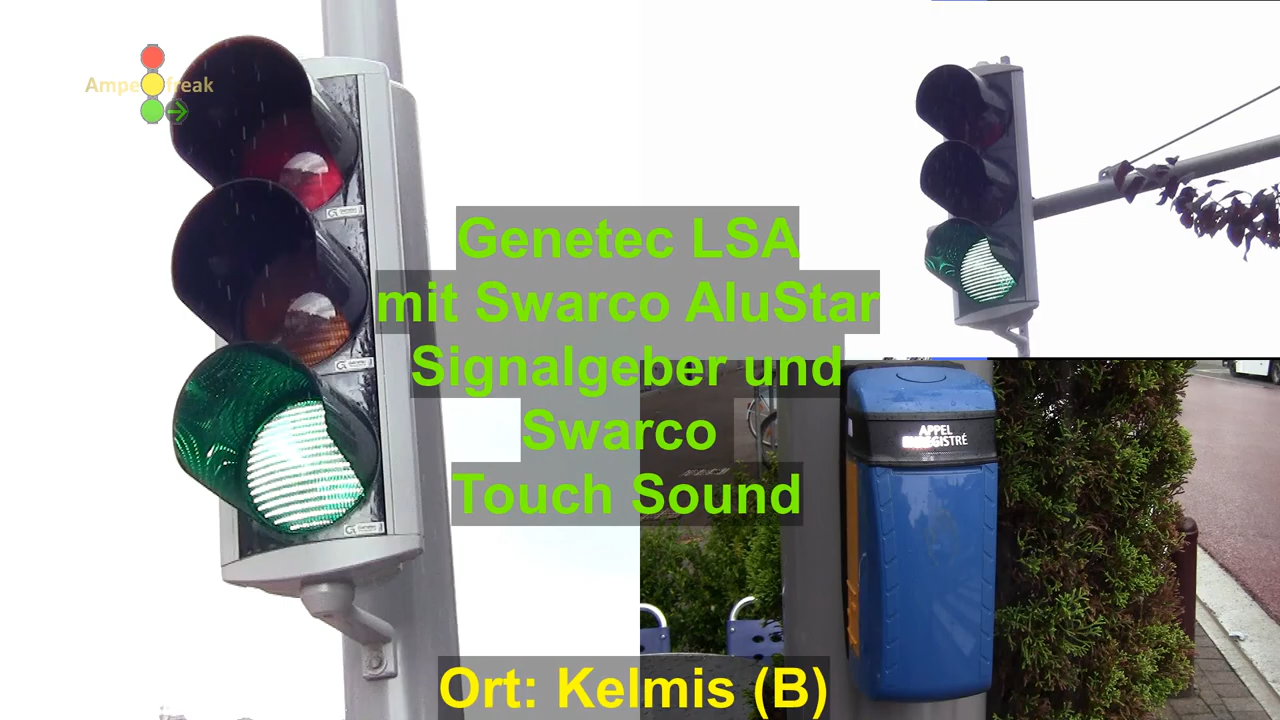 Ampelfreak
Genetec LSA
mit Swarco AluStar
Signalgeber und
Swarco
Touch Sound
APPEL
ENREGISTRÉ
Ort: Kelmis (B)